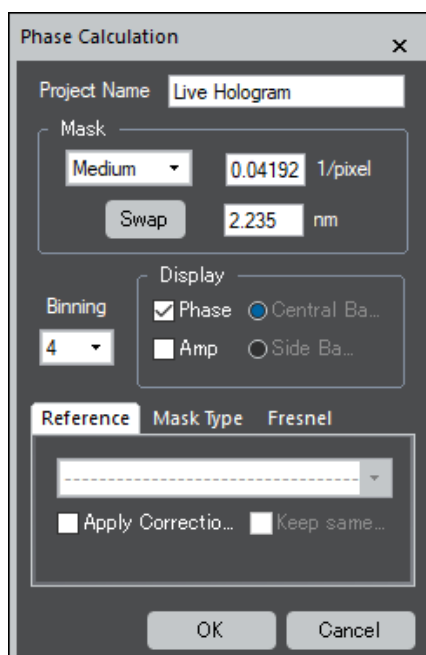 Phase Calculation
Project Name Live Hologram
Mask
Medium 0.04192 1/pixel
Swap 2.235 nm
Display
Binning
Phase Central Ba...
4 Amp Side Ba...
Reference Mask Type Fresnel
Apply Correctio... Keep same...
OK Cancel